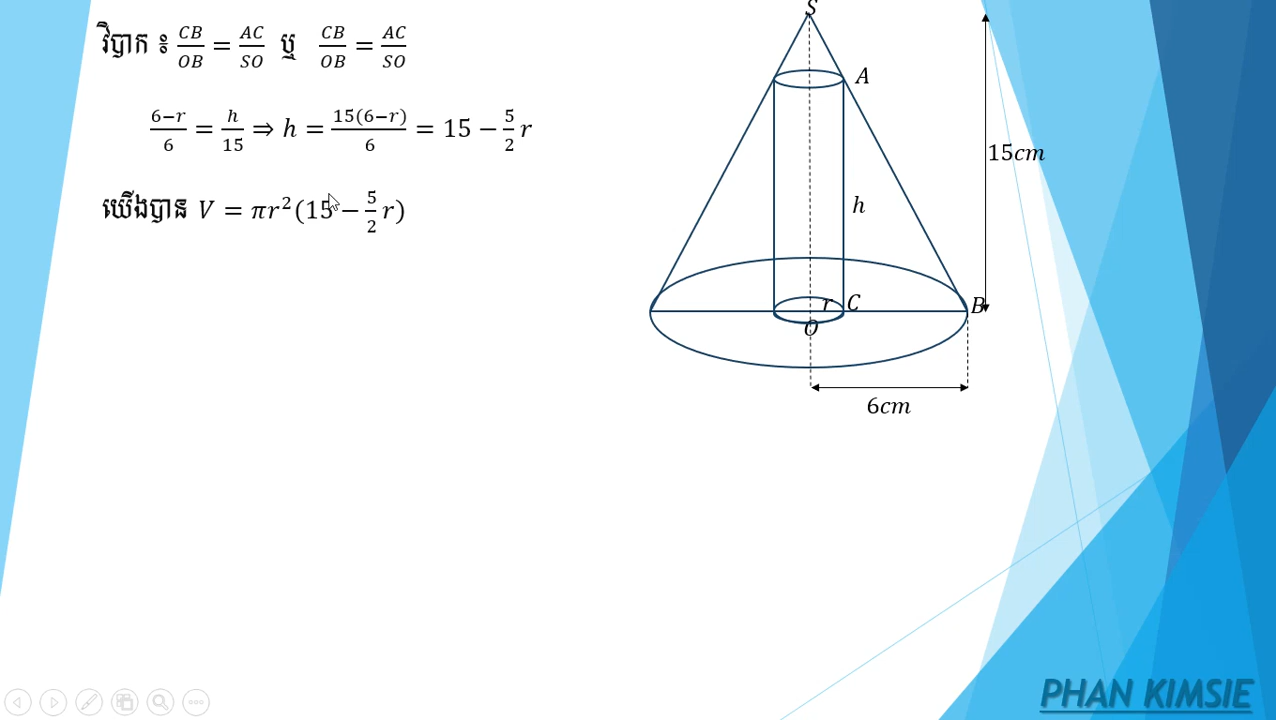 វិបាក ៖ CB/OB = AC/SO ឬ CB/OB = AC/SO
(6−r)/6 = h/15 ⇒ h = 15(6−r)/6 = 15 − 5/2 r
យើងបាន V = πr²(15 − 5/2 r)
S
A
15cm
h
r
C
B
O
6cm
PHAN KIMSIE